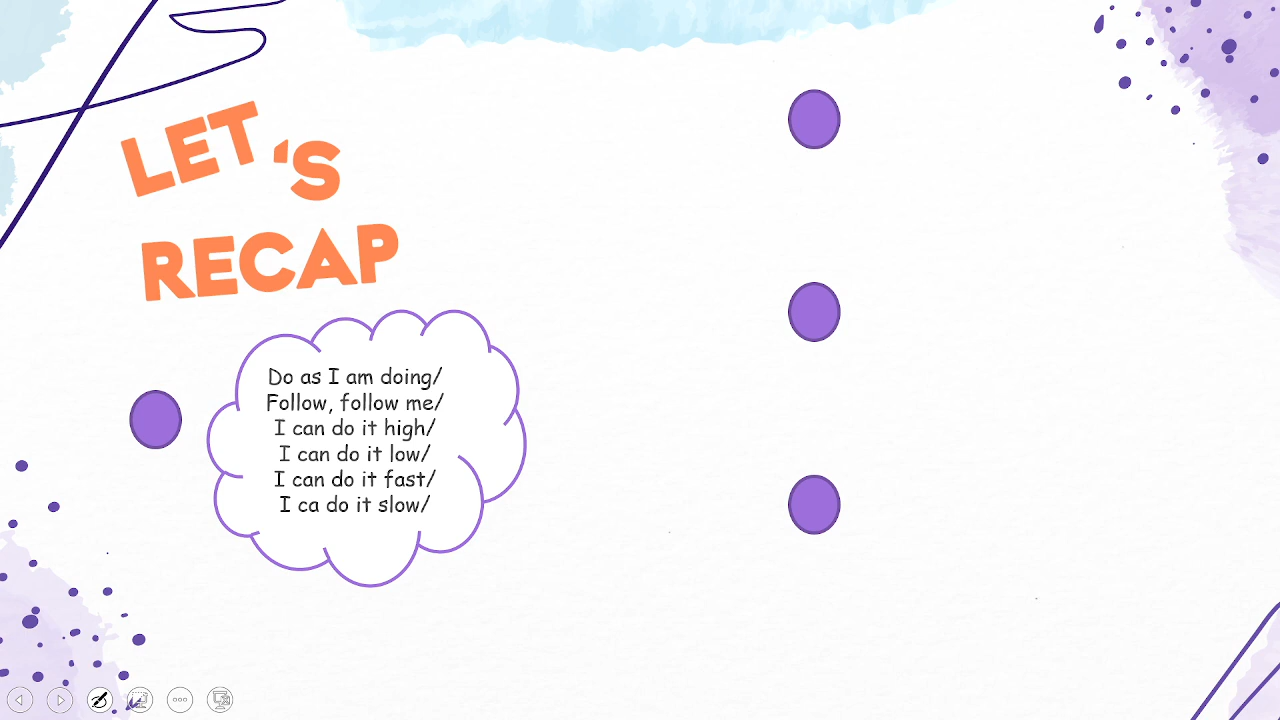 LET'S
RECAP
Do as I am doing/
Follow, follow me/
I can do it high/
I can do it low/
I can do it fast/
I ca do it slow/